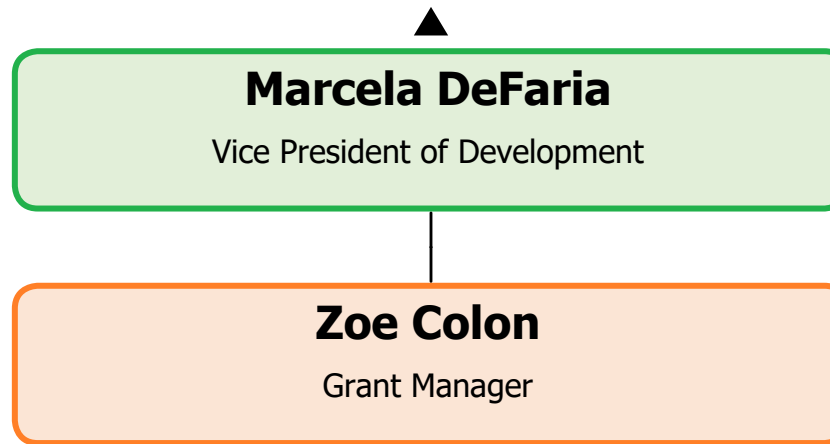 Marcela DeFaria
Vice President of Development
Zoe Colon
Grant Manager